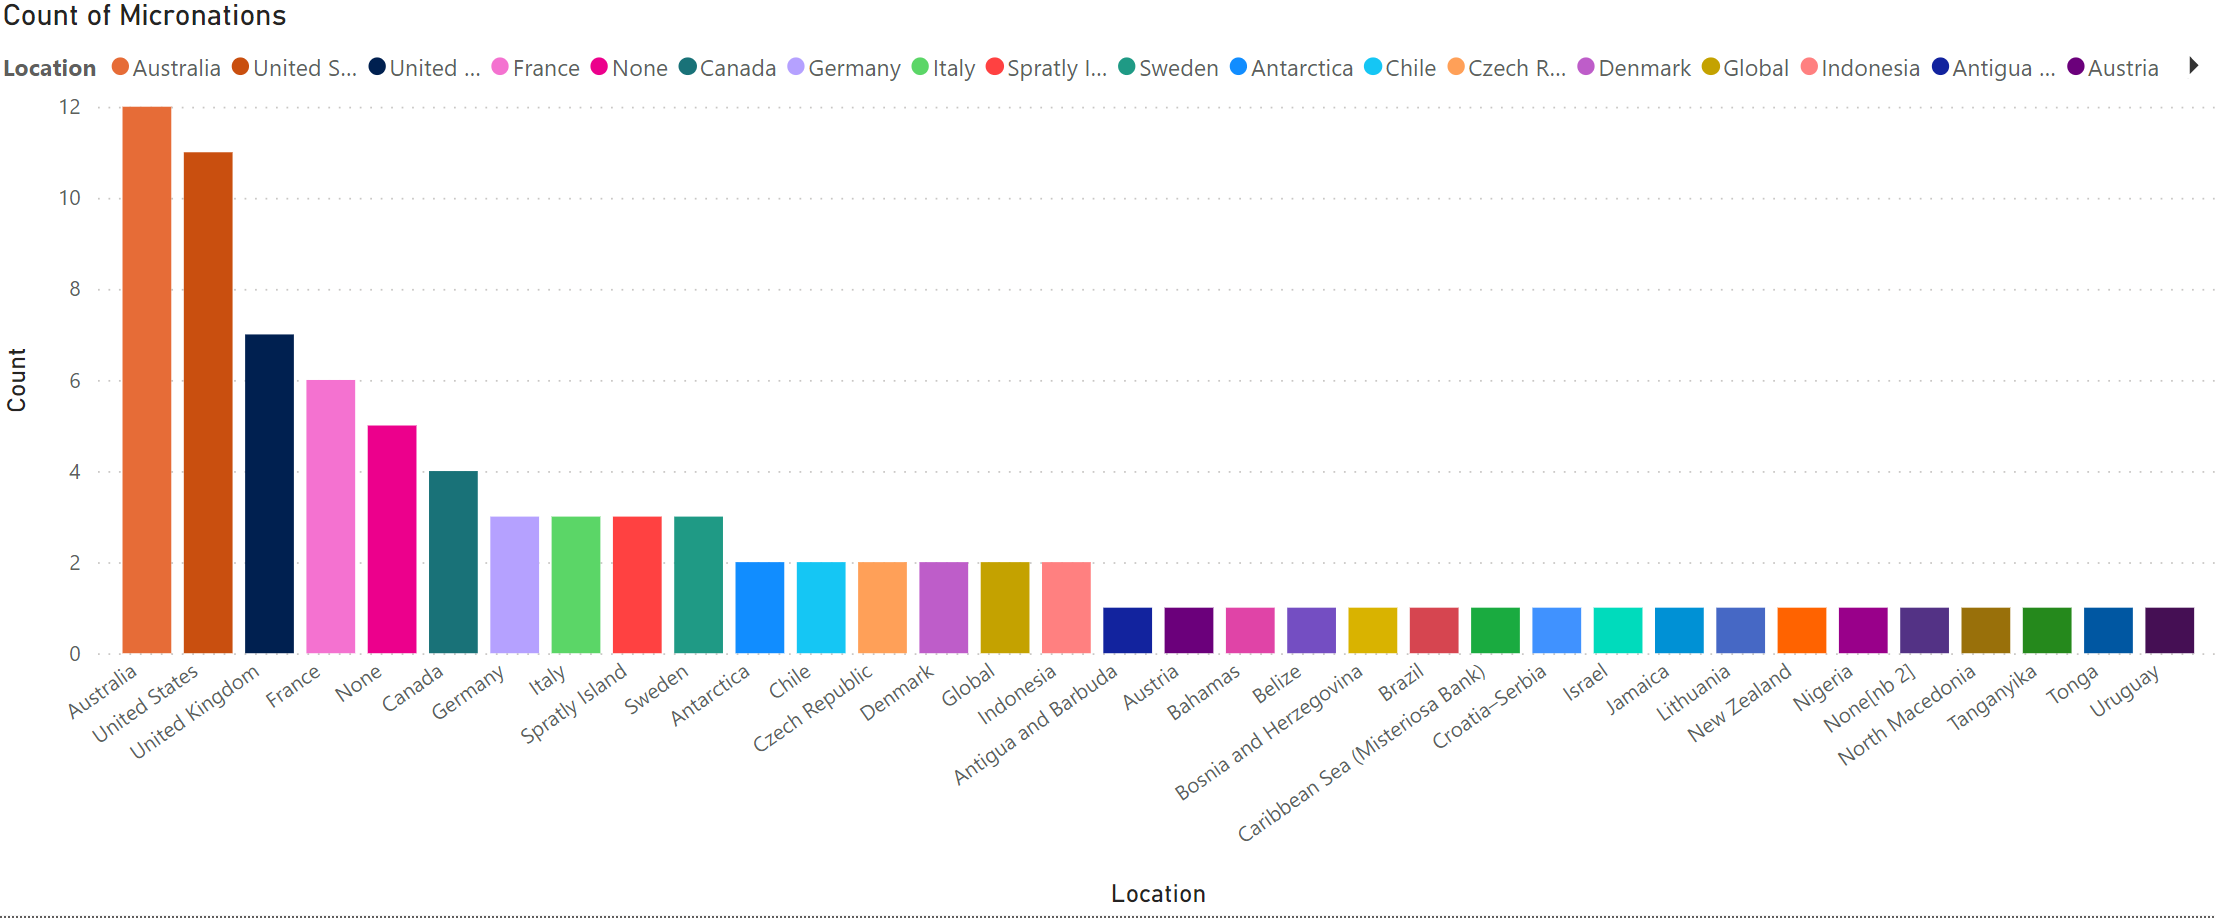 Count of Micronations
Location Australia United S... United ... France None Canada Germany Italy Spratly I... Sweden Antarctica Chile Czech R... Denmark Global Indonesia Antigua ... Austria
12
10
8
6
4
2
0
Count
Australia
United States
United Kingdom
France
None
Canada
Germany
Italy
Spratly Island
Sweden
Antarctica
Chile
Czech Republic
Denmark
Global
Indonesia
Antigua and Barbuda
Austria
Bahamas
Belize
Bosnia and Herzegovina
Brazil
Caribbean Sea (Misteriosa Bank)
Croatia–Serbia
Israel
Jamaica
Lithuania
New Zealand
Nigeria
None[nb 2]
North Macedonia
Tanganyika
Tonga
Uruguay
Location